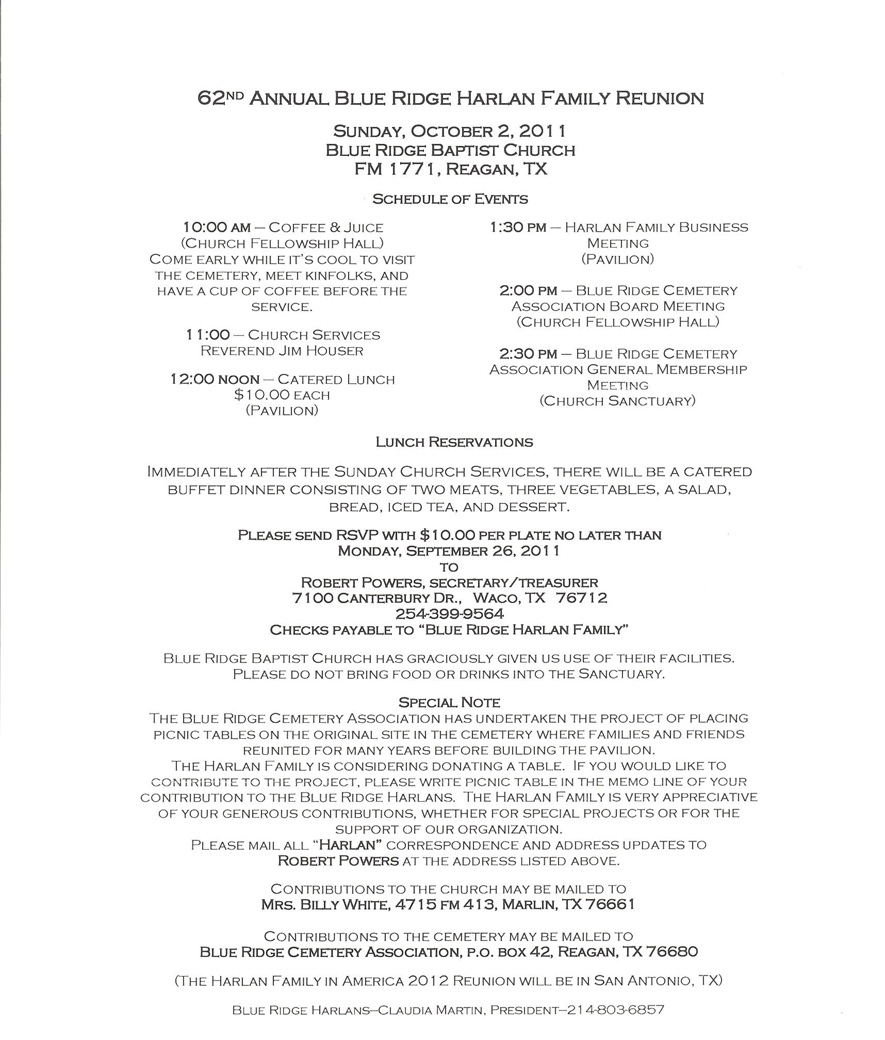 62ND ANNUAL BLUE RIDGE HARLAN FAMILY REUNION
SUNDAY, OCTOBER 2, 2011
BLUE RIDGE BAPTIST CHURCH
FM 1771, REAGAN, TX
SCHEDULE OF EVENTS
10:00 AM – COFFEE & JUICE
(CHURCH FELLOWSHIP HALL)
COME EARLY WHILE IT'S COOL TO VISIT
THE CEMETERY, MEET KINFOLKS, AND
HAVE A CUP OF COFFEE BEFORE THE
SERVICE.
11:00 – CHURCH SERVICES
REVEREND JIM HOUSER
12:00 NOON – CATERED LUNCH
$10.00 EACH
(PAVILION)
1:30 PM – HARLAN FAMILY BUSINESS
MEETING
(PAVILION)
2:00 PM – BLUE RIDGE CEMETERY
ASSOCIATION BOARD MEETING
(CHURCH FELLOWSHIP HALL)
2:30 PM – BLUE RIDGE CEMETERY
ASSOCIATION GENERAL MEMBERSHIP
MEETING
(CHURCH SANCTUARY)
LUNCH RESERVATIONS
IMMEDIATELY AFTER THE SUNDAY CHURCH SERVICES, THERE WILL BE A CATERED
BUFFET DINNER CONSISTING OF TWO MEATS, THREE VEGETABLES, A SALAD,
BREAD, ICED TEA, AND DESSERT.
PLEASE SEND RSVP WITH $10.00 PER PLATE NO LATER THAN
MONDAY, SEPTEMBER 26, 2011
TO
ROBERT POWERS, SECRETARY/TREASURER
7100 CANTERBURY DR., WACO, TX 76712
254-399-9564
CHECKS PAYABLE TO "BLUE RIDGE HARLAN FAMILY"
BLUE RIDGE BAPTIST CHURCH HAS GRACIOUSLY GIVEN US USE OF THEIR FACILITIES.
PLEASE DO NOT BRING FOOD OR DRINKS INTO THE SANCTUARY.
SPECIAL NOTE
THE BLUE RIDGE CEMETERY ASSOCIATION HAS UNDERTAKEN THE PROJECT OF PLACING
PICNIC TABLES ON THE ORIGINAL SITE IN THE CEMETERY WHERE FAMILIES AND FRIENDS
REUNITED FOR MANY YEARS BEFORE BUILDING THE PAVILION.
THE HARLAN FAMILY IS CONSIDERING DONATING A TABLE. IF YOU WOULD LIKE TO
CONTRIBUTE TO THE PROJECT, PLEASE WRITE PICNIC TABLE IN THE MEMO LINE OF YOUR
CONTRIBUTION TO THE BLUE RIDGE HARLANS. THE HARLAN FAMILY IS VERY APPRECIATIVE
OF YOUR GENEROUS CONTRIBUTIONS, WHETHER FOR SPECIAL PROJECTS OR FOR THE
SUPPORT OF OUR ORGANIZATION.
PLEASE MAIL ALL "HARLAN" CORRESPONDENCE AND ADDRESS UPDATES TO
ROBERT POWERS AT THE ADDRESS LISTED ABOVE.
CONTRIBUTIONS TO THE CHURCH MAY BE MAILED TO
MRS. BILLY WHITE, 4715 FM 413, MARLIN, TX 76661
CONTRIBUTIONS TO THE CEMETERY MAY BE MAILED TO
BLUE RIDGE CEMETERY ASSOCIATION, P.O. BOX 42, REAGAN, TX 76680
(THE HARLAN FAMILY IN AMERICA 2012 REUNION WILL BE IN SAN ANTONIO, TX)
BLUE RIDGE HARLANS–CLAUDIA MARTIN, PRESIDENT–214-803-6857